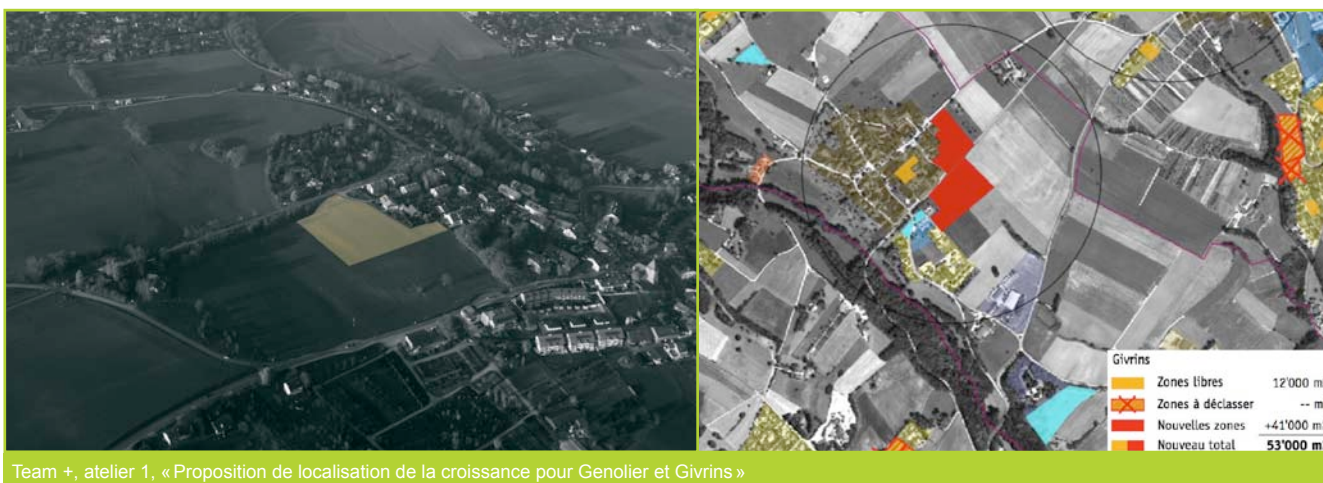 Givrins
Zones libres 12'000 m
Zones à déclasser -- m
Nouvelles zones +41'000 m
Nouveau total 53'000 m
Team +, atelier 1, « Proposition de localisation de la croissance pour Genolier et Givrins »